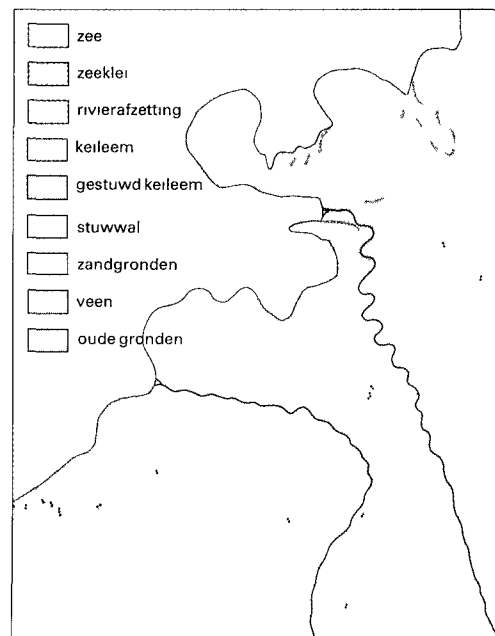 zee
zeeklei
rivierafzetting
keileem
gestuwd keileem
stuwwal
zandgronden
veen
oude gronden